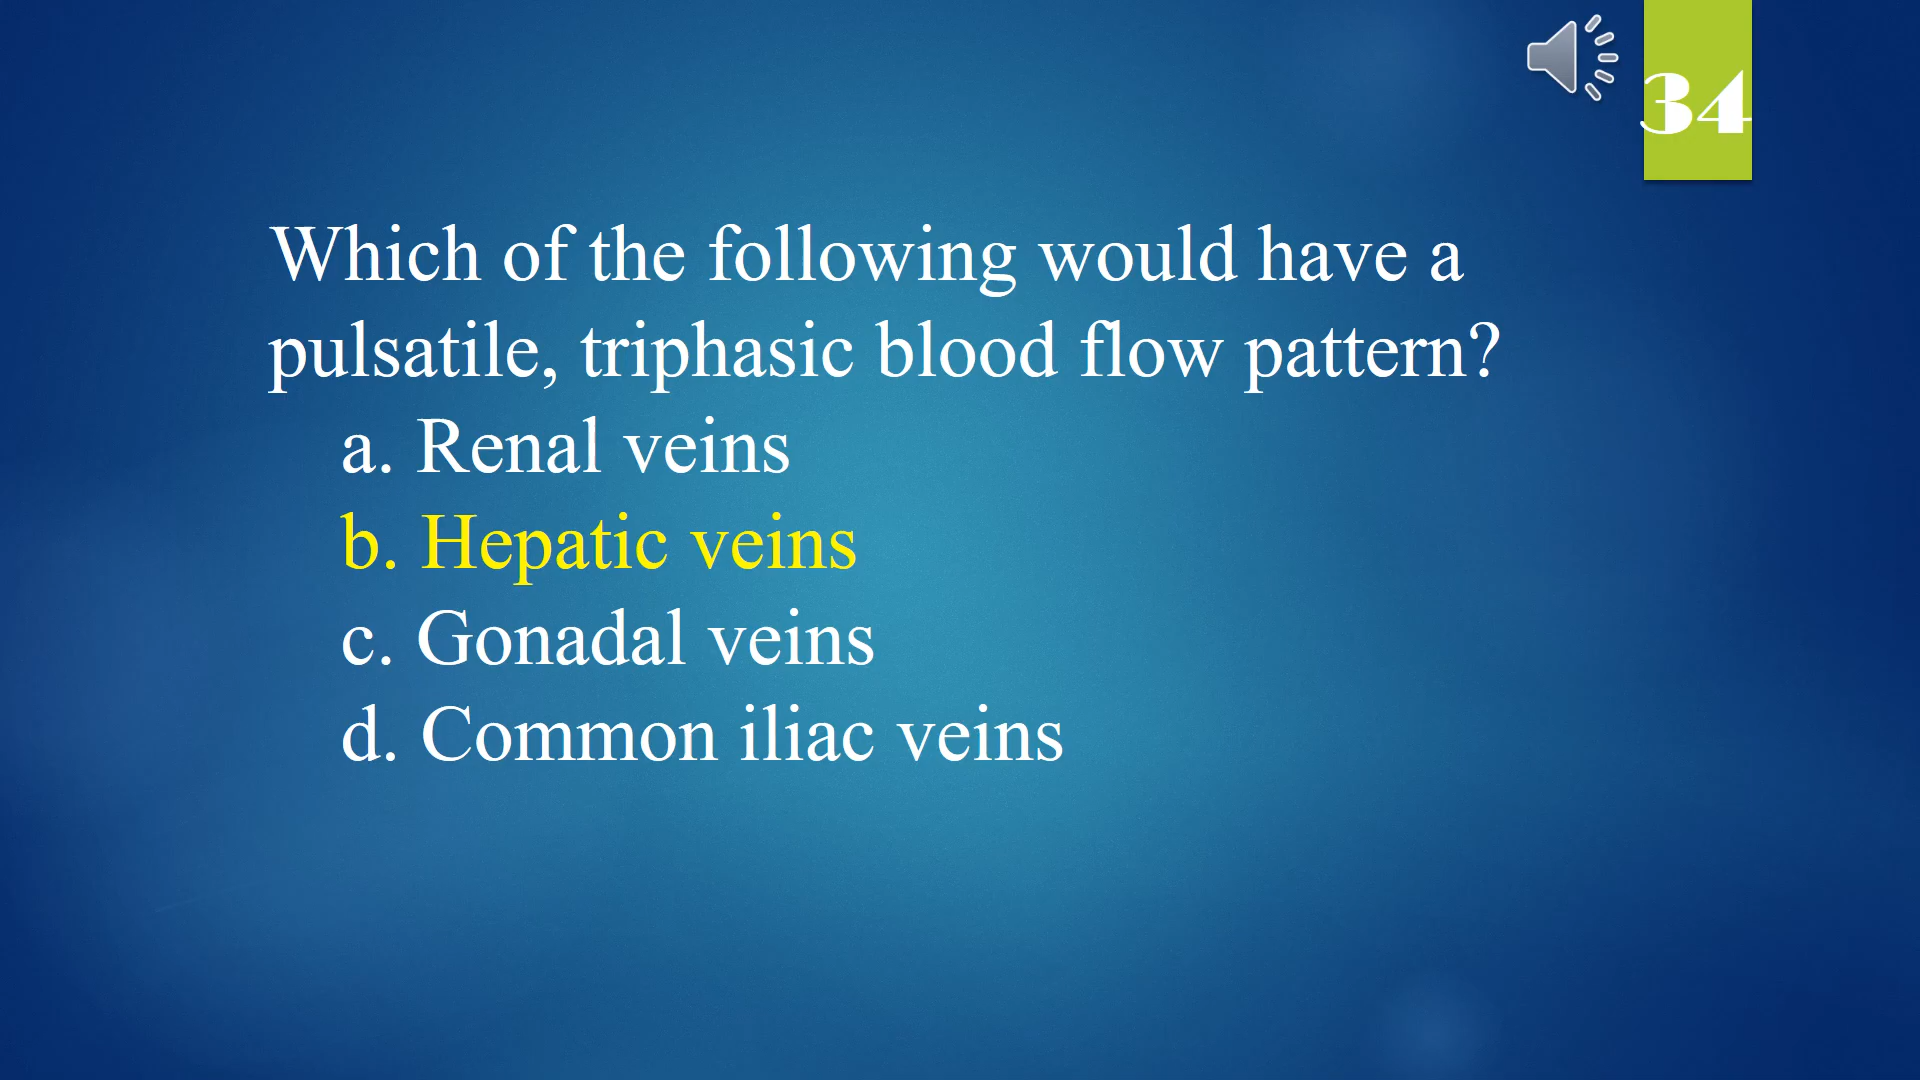 34
Which of the following would have a
pulsatile, triphasic blood flow pattern?
a. Renal veins
b. Hepatic veins
c. Gonadal veins
d. Common iliac veins